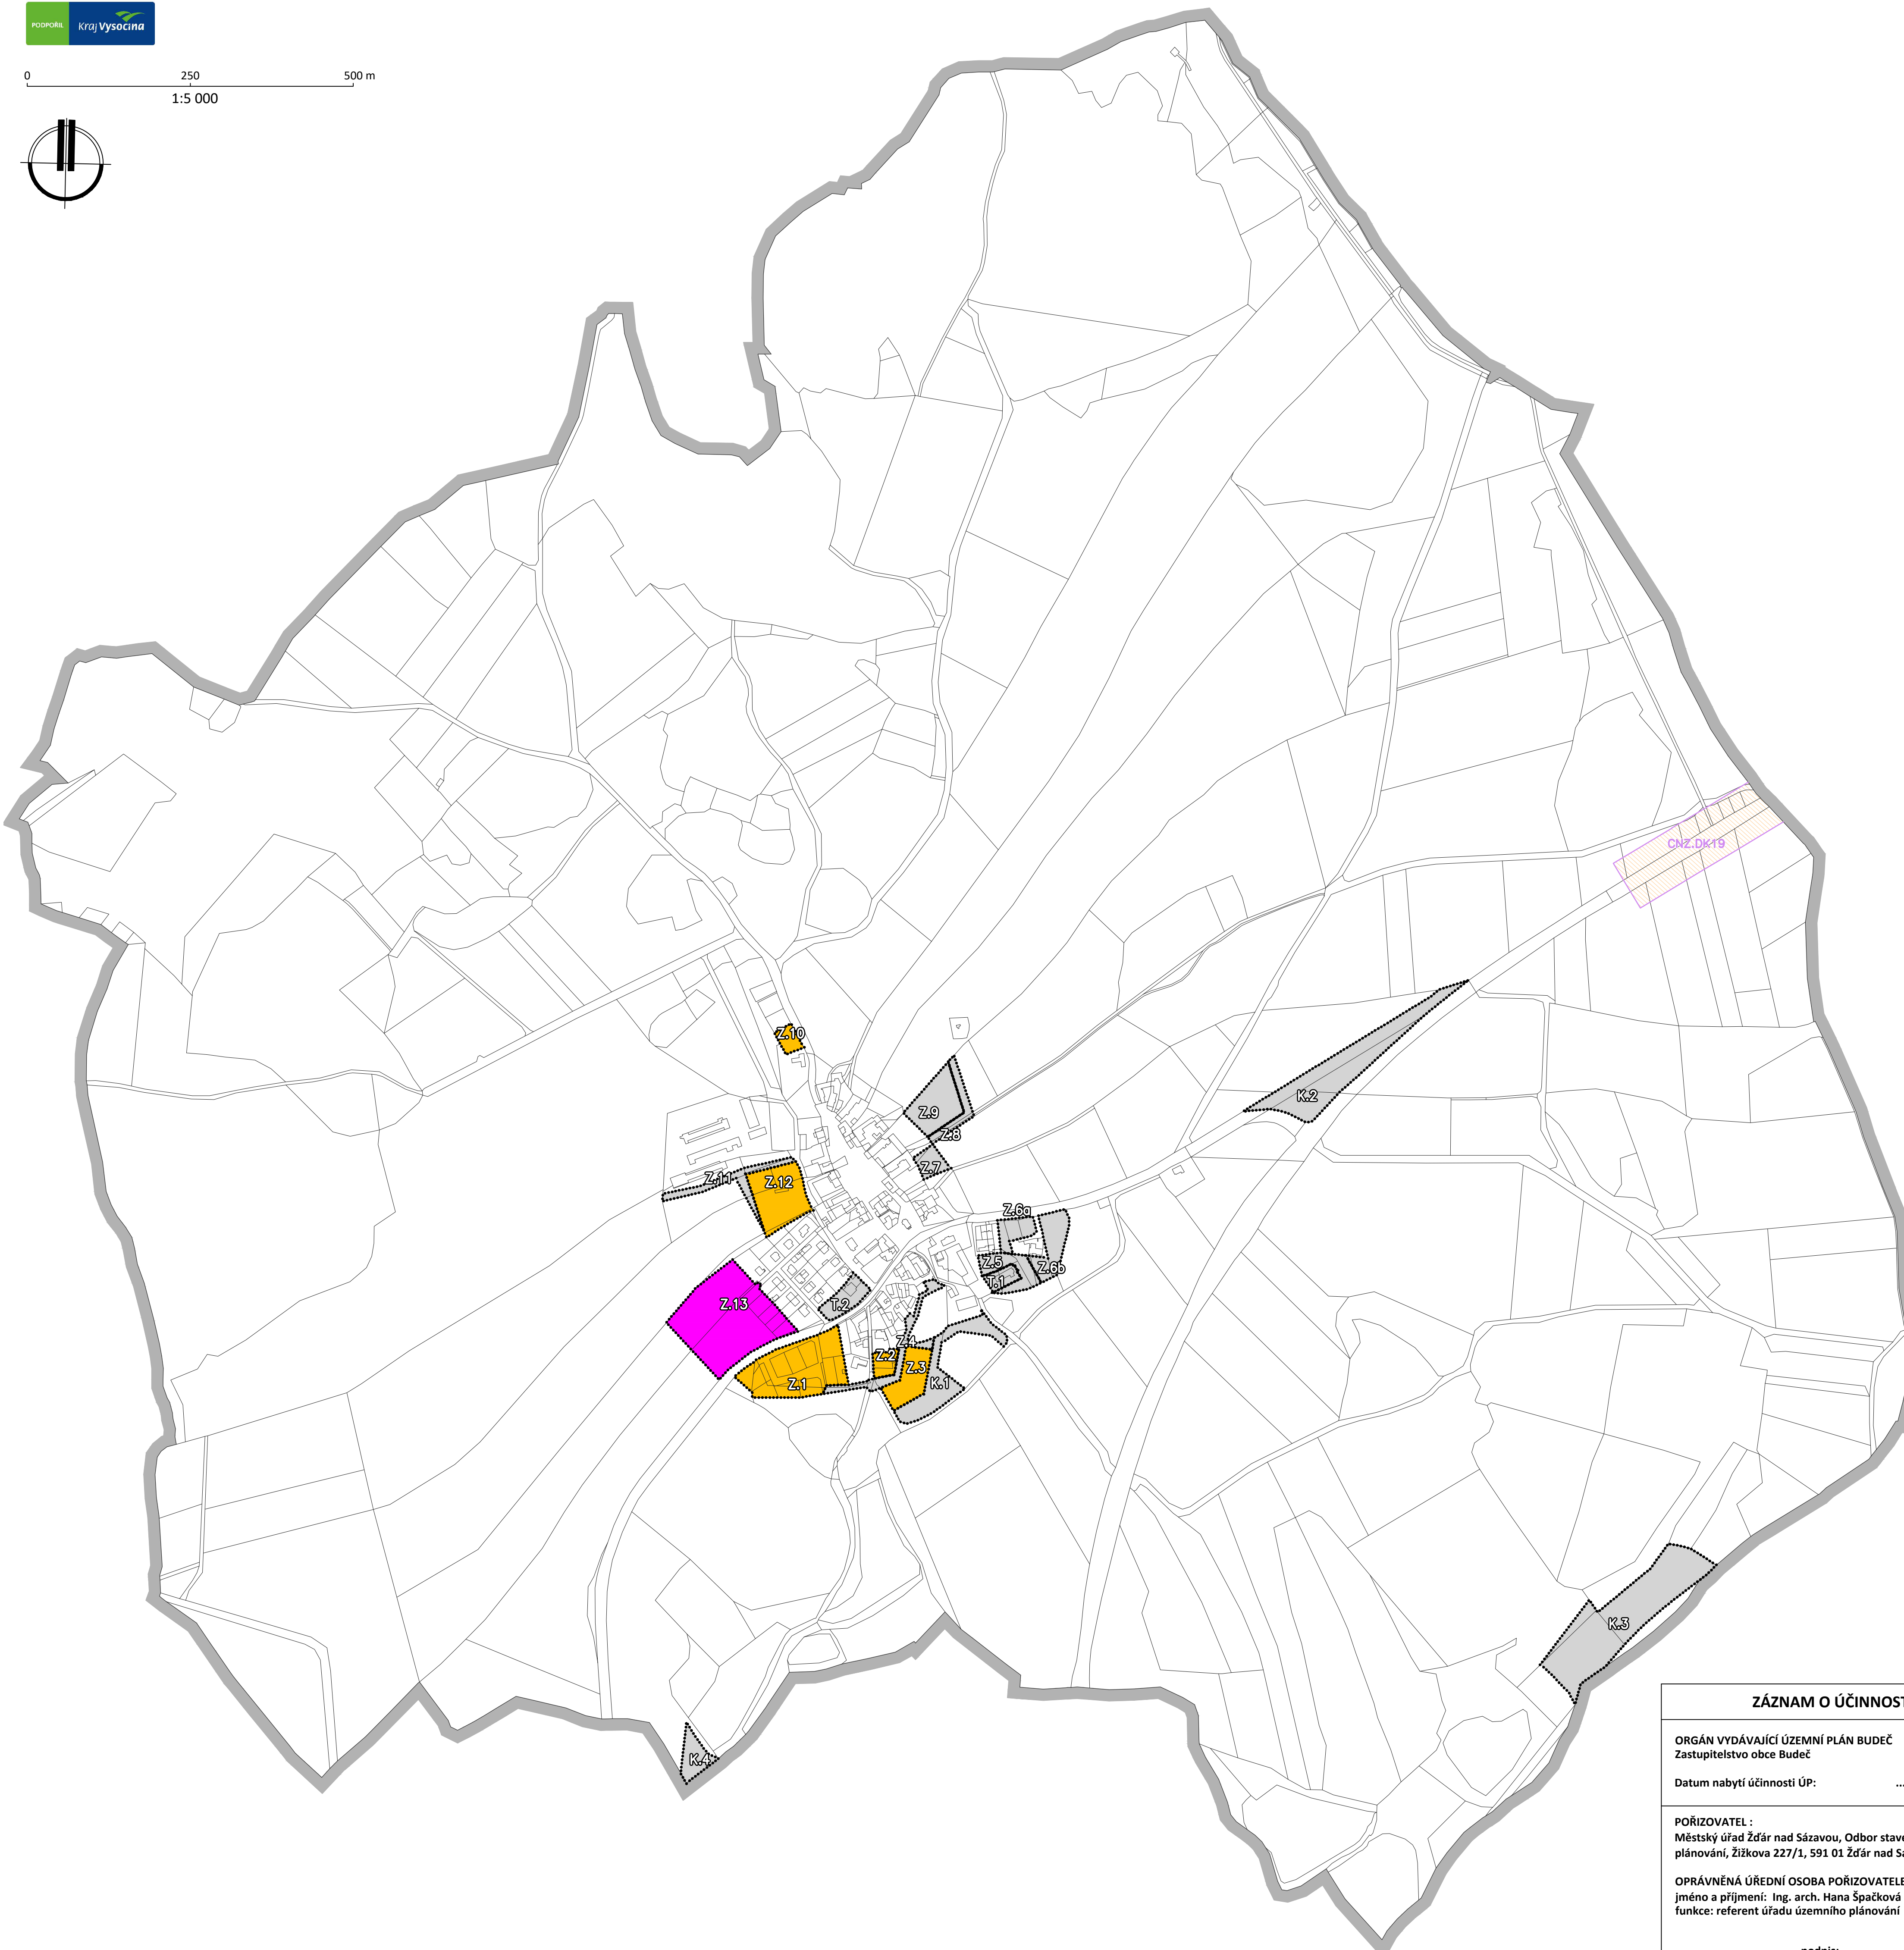 PODPOŘIL Kraj Vysočina
0 250 500 m
1:5 000
CNZ.DK19
Z.10
K.2
Z.9
Z.8
Z.7
Z.11
Z.12
Z.6a
Z.5
Z.6b
T.1
Z.13
T.2
Z.4
Z.2
Z.3
Z.1
K.1
K.3
K.4
ZÁZNAM O ÚČINNOST
ORGÁN VYDÁVAJÍCÍ ÚZEMNÍ PLÁN BUDEČ
Zastupitelstvo obce Budeč
Datum nabytí účinnosti ÚP: ..
POŘIZOVATEL :
Městský úřad Žďár nad Sázavou, Odbor stave
plánování, Žižkova 227/1, 591 01 Žďár nad Sá
OPRÁVNĚNÁ ÚŘEDNÍ OSOBA POŘIZOVATELE
jméno a příjmení: Ing. arch. Hana Špačková
funkce: referent úřadu územního plánování